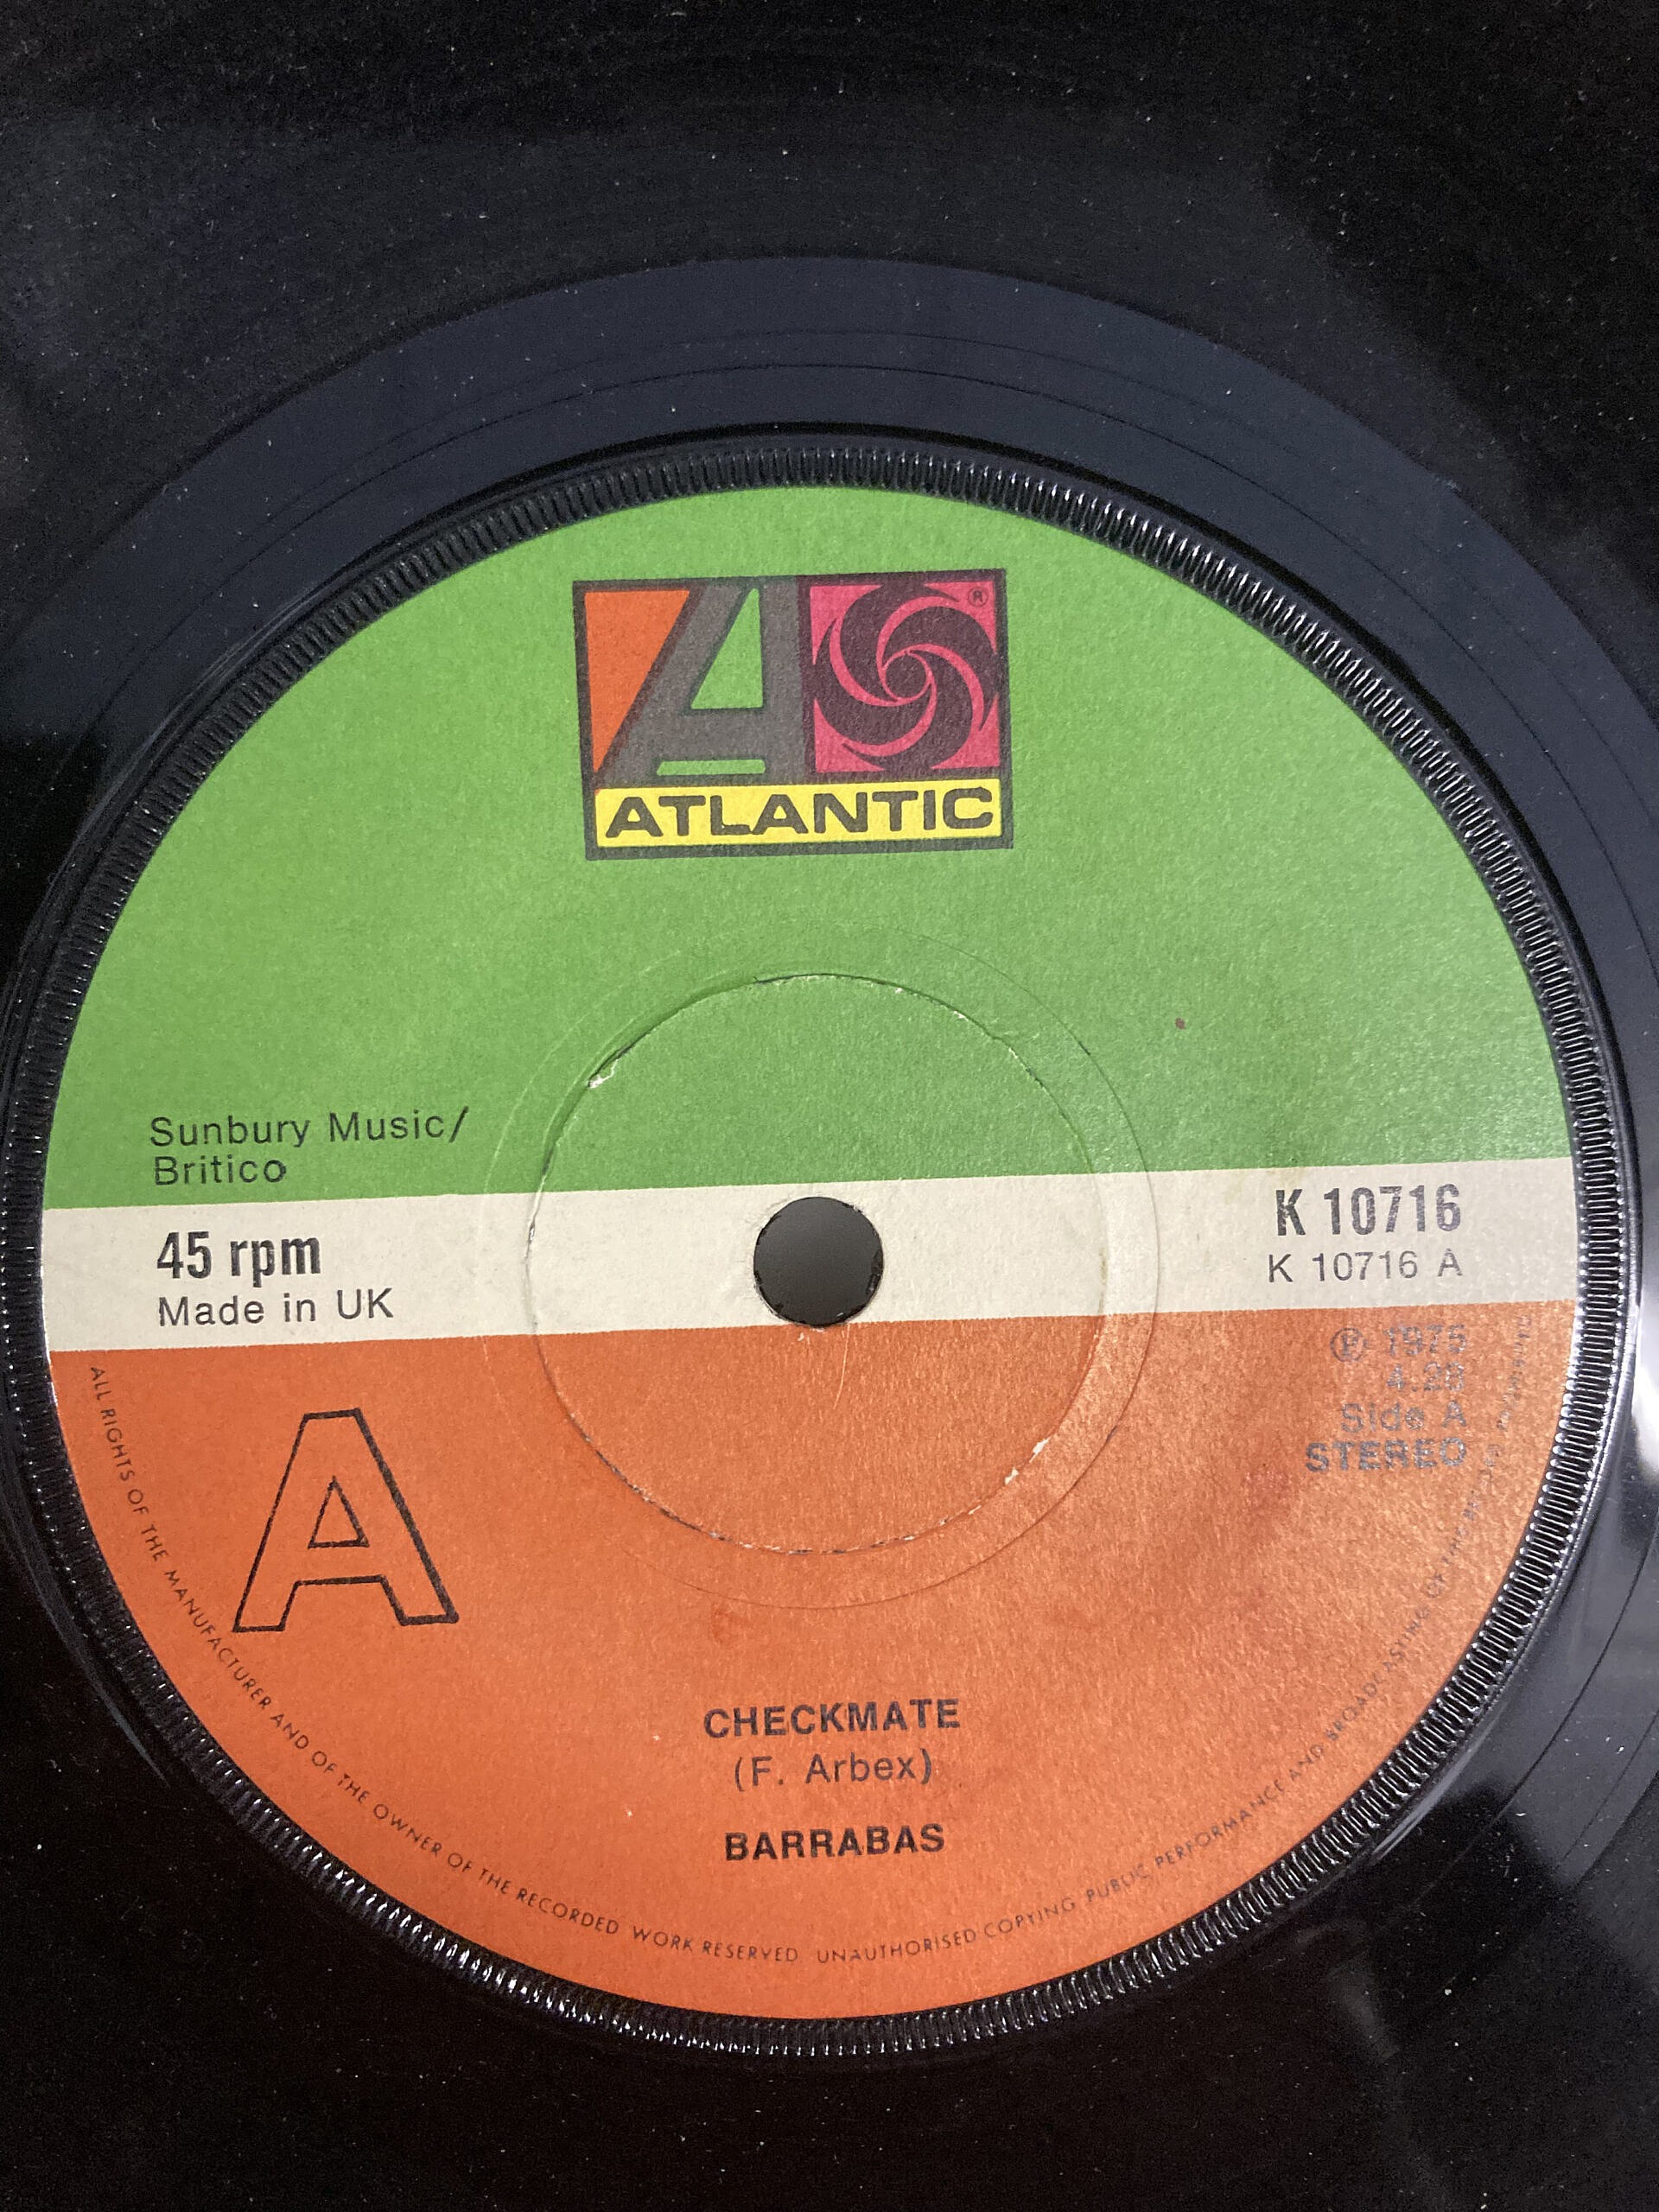 A
®
ATLANTIC
Sunbury Music/
Britico
45 rpm
Made in UK
K 10716
K 10716 A
℗ 1975
4.28
Side A
STEREO
A
CHECKMATE
(F. Arbex)
BARRABAS
ALL RIGHTS OF THE MANUFACTURER AND OF THE OWNER OF THE RECORDED WORK RESERVED UNAUTHORISED COPYING PUBLIC PERFORMANCE AND BROADCASTING OF THIS